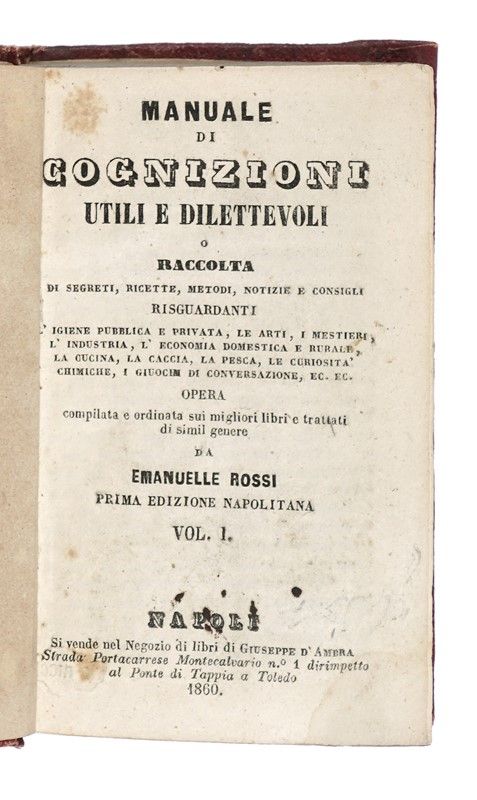 MANUALE
DI
COGNIZIONI
UTILI E DILETTEVOLI
O
RACCOLTA
DI SEGRETI, RICETTE, METODI, NOTIZIE E CONSIGLI
RISGUARDANTI
L' IGIENE PUBBLICA E PRIVATA, LE ARTI, I MESTIERI,
L' INDUSTRIA, L' ECONOMIA DOMESTICA E RURALE,
LA CUCINA, LA CACCIA, LA PESCA, LE CURIOSITA'
CHIMICHE, I GIUOCHI DI CONVERSAZIONE, EC. EC.
OPERA
compilata e ordinata sui migliori libri e trattati
di simil genere
DA
EMANUELLE ROSSI
PRIMA EDIZIONE NAPOLITANA
VOL. I.
NAPOLI
Si vende nel Negozio di libri di GIUSEPPE D'AMBRA
Strada Portacarrese Montecalvario n.º 1 dirimpetto
al Ponte di Tappia a Toledo
1860.